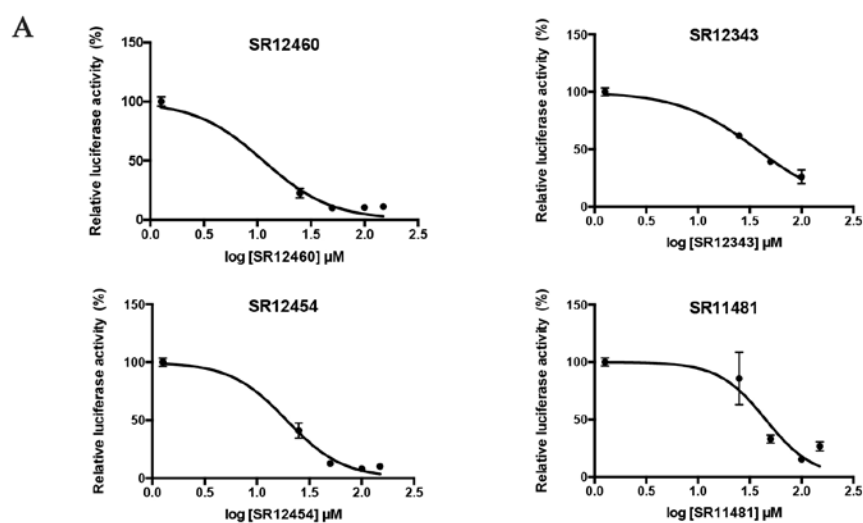 A
SR12460
Relative luciferase activity (%)
150
100
50
0
0.0 0.5 1.0 1.5 2.0 2.5
log [SR12460] µM
SR12343
Relative luciferase activity (%)
150
100
50
0
0.0 0.5 1.0 1.5 2.0 2.5
log [SR12343] µM
SR12454
Relative luciferase activity (%)
150
100
50
0
0.0 0.5 1.0 1.5 2.0 2.5
log [SR12454] µM
SR11481
Relative luciferase activity (%)
150
100
50
0
0.0 0.5 1.0 1.5 2.0 2.5
log [SR11481] µM